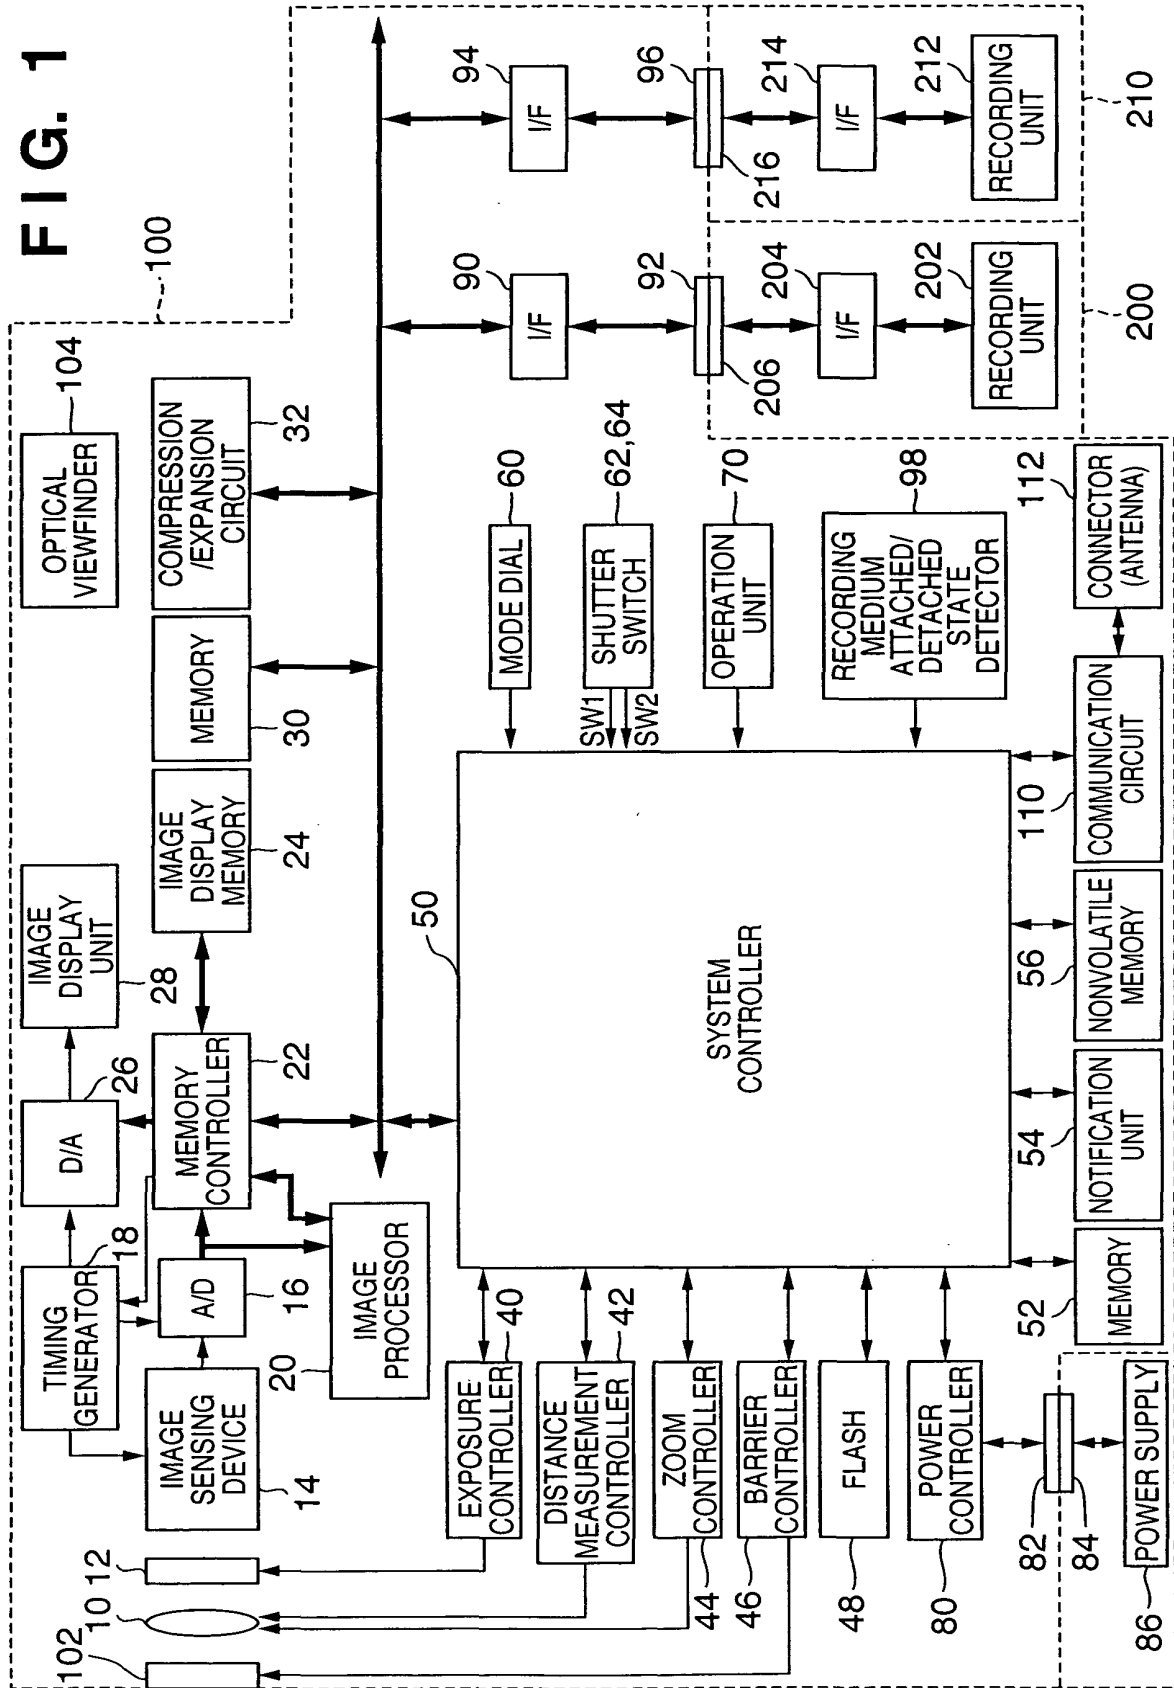 FIG. 1
100
OPTICAL
VIEWFINDER
104
IMAGE
DISPLAY
UNIT
28
D/A
26
TIMING
GENERATOR
18
IMAGE
SENSING
DEVICE
14
A/D
16
MEMORY
CONTROLLER
22
IMAGE
DISPLAY
MEMORY
24
MEMORY
30
COMPRESSION
/EXPANSION
CIRCUIT
32
102
10
12
IMAGE
PROCESSOR
20
EXPOSURE
CONTROLLER
40
DISTANCE
MEASUREMENT
CONTROLLER
42
ZOOM
CONTROLLER
44
BARRIER
CONTROLLER
46
FLASH
48
POWER
CONTROLLER
80
82
84
POWER SUPPLY
86
SYSTEM
CONTROLLER
50
MODE DIAL
60
SHUTTER
SWITCH
62,64
SW1
SW2
OPERATION
UNIT
70
RECORDING
MEDIUM
ATTACHED/
DETACHED
STATE
DETECTOR
98
MEMORY
52
NOTIFICATION
UNIT
54
NONVOLATILE
MEMORY
56
COMMUNICATION
CIRCUIT
110
CONNECTOR
(ANTENNA)
112
I/F
90
92
206
I/F
204
RECORDING
UNIT
202
200
I/F
94
96
216
I/F
214
RECORDING
UNIT
212
210